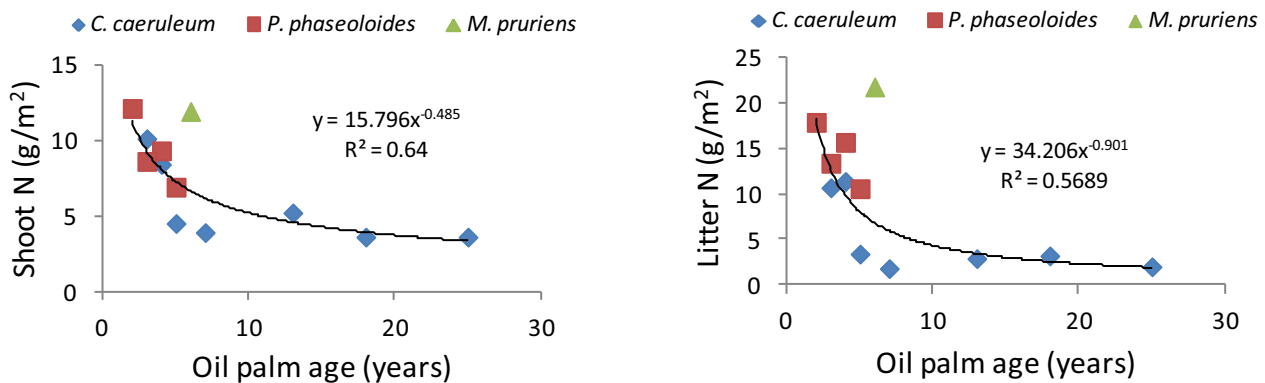 C. caeruleum P. phaseoloides M. pruriens
Shoot N (g/m²)
15
10
5
0
y = 15.796x^-0.485
R² = 0.64
0 10 20 30
Oil palm age (years)
C. caeruleum P. phaseoloides M. pruriens
Litter N (g/m²)
25
20
15
10
5
0
y = 34.206x^-0.901
R² = 0.5689
0 10 20 30
Oil palm age (years)